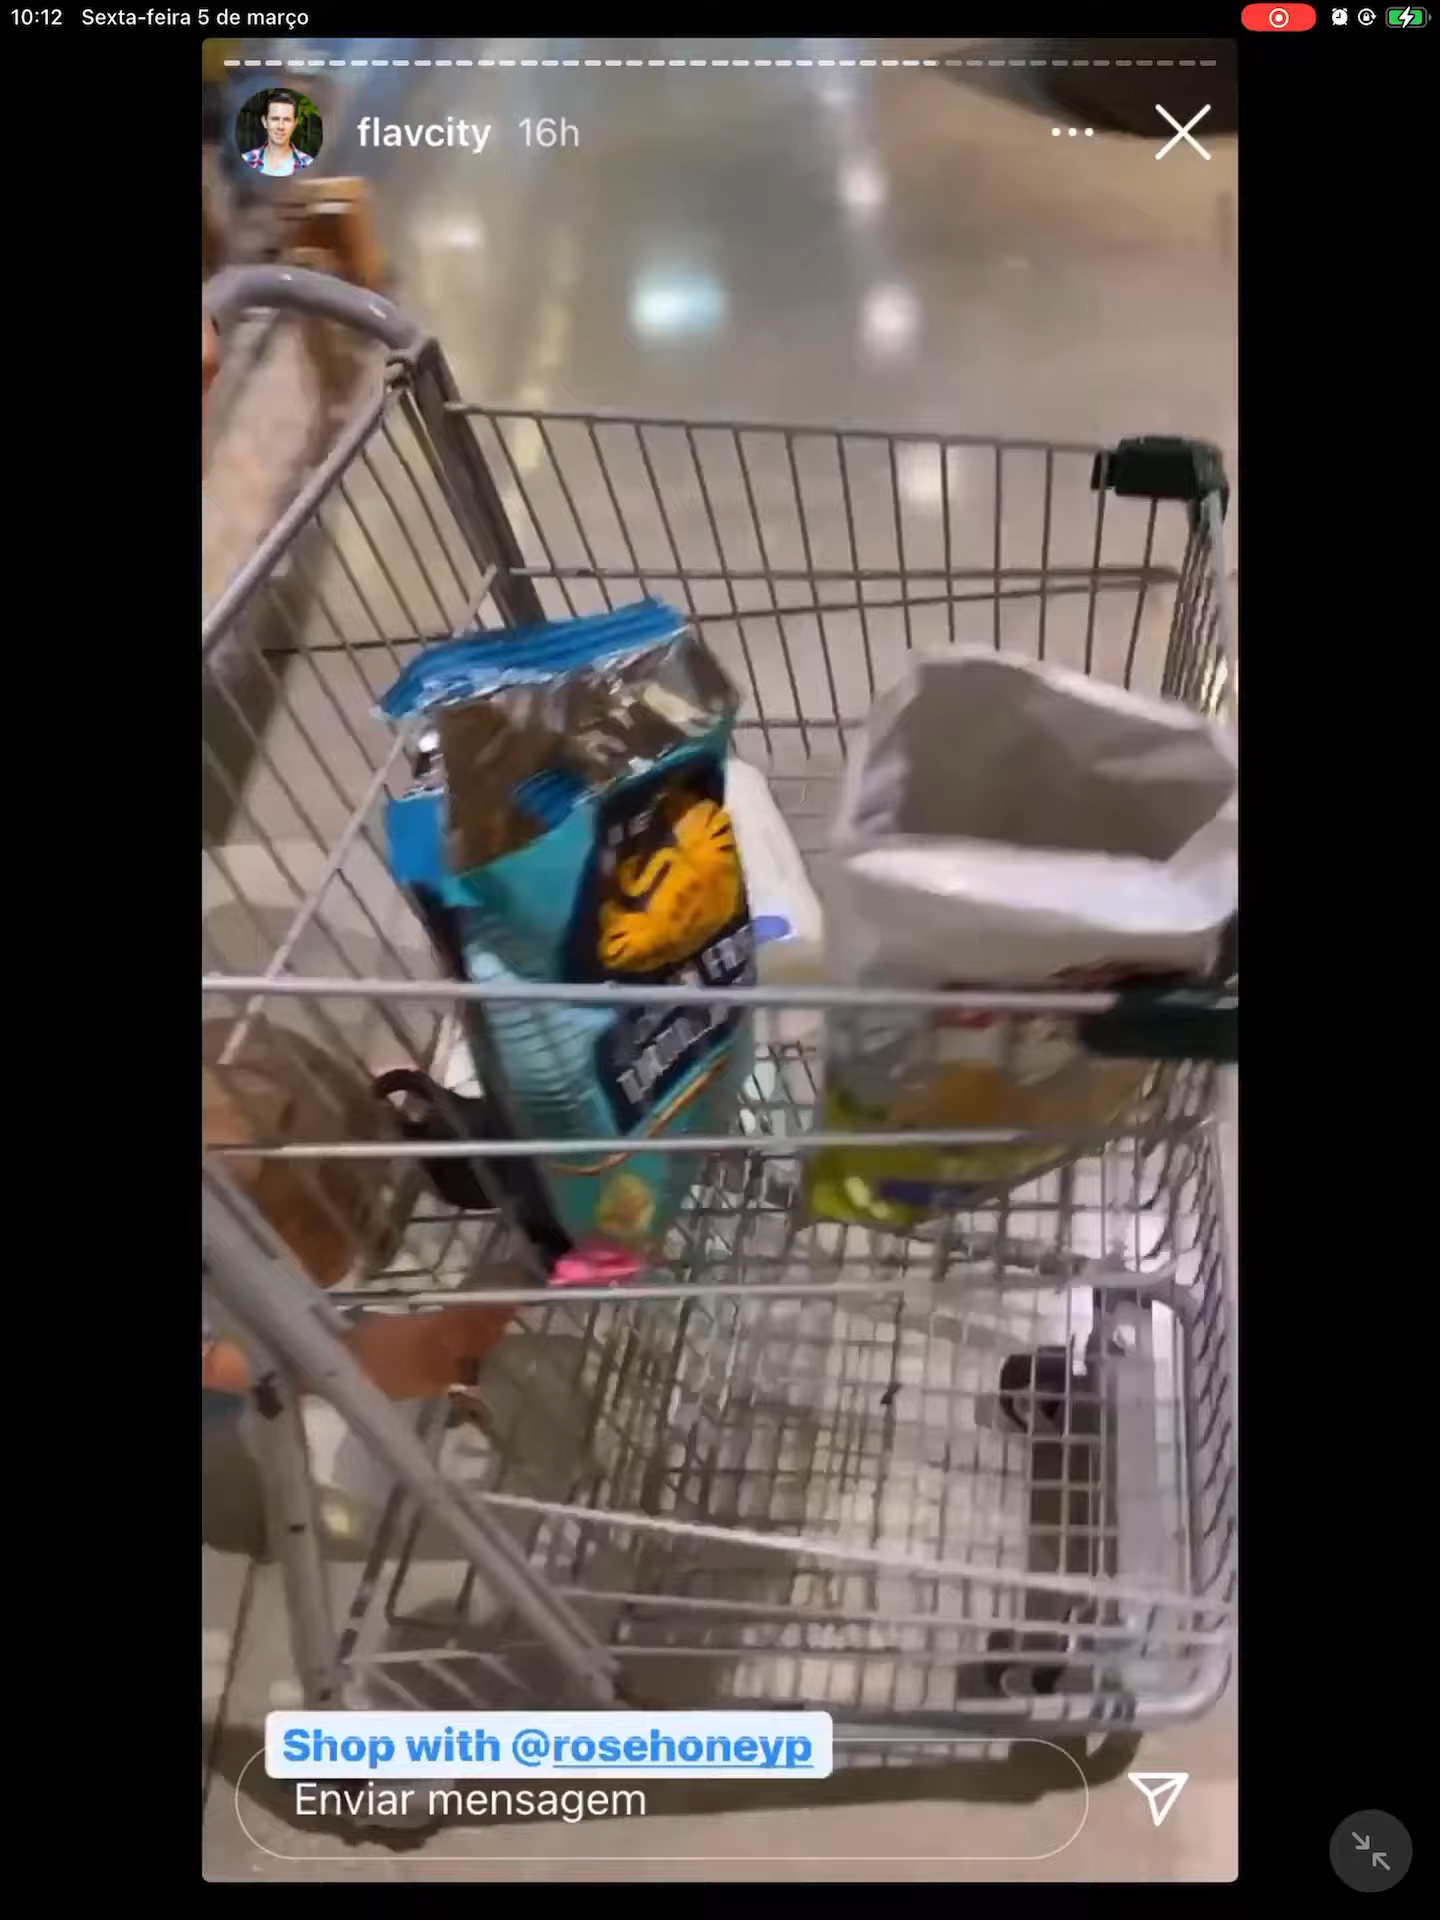 10:12 Sexta-feira 5 de março
flavcity 16h
Shop with @rosehoneyp
Enviar mensagem